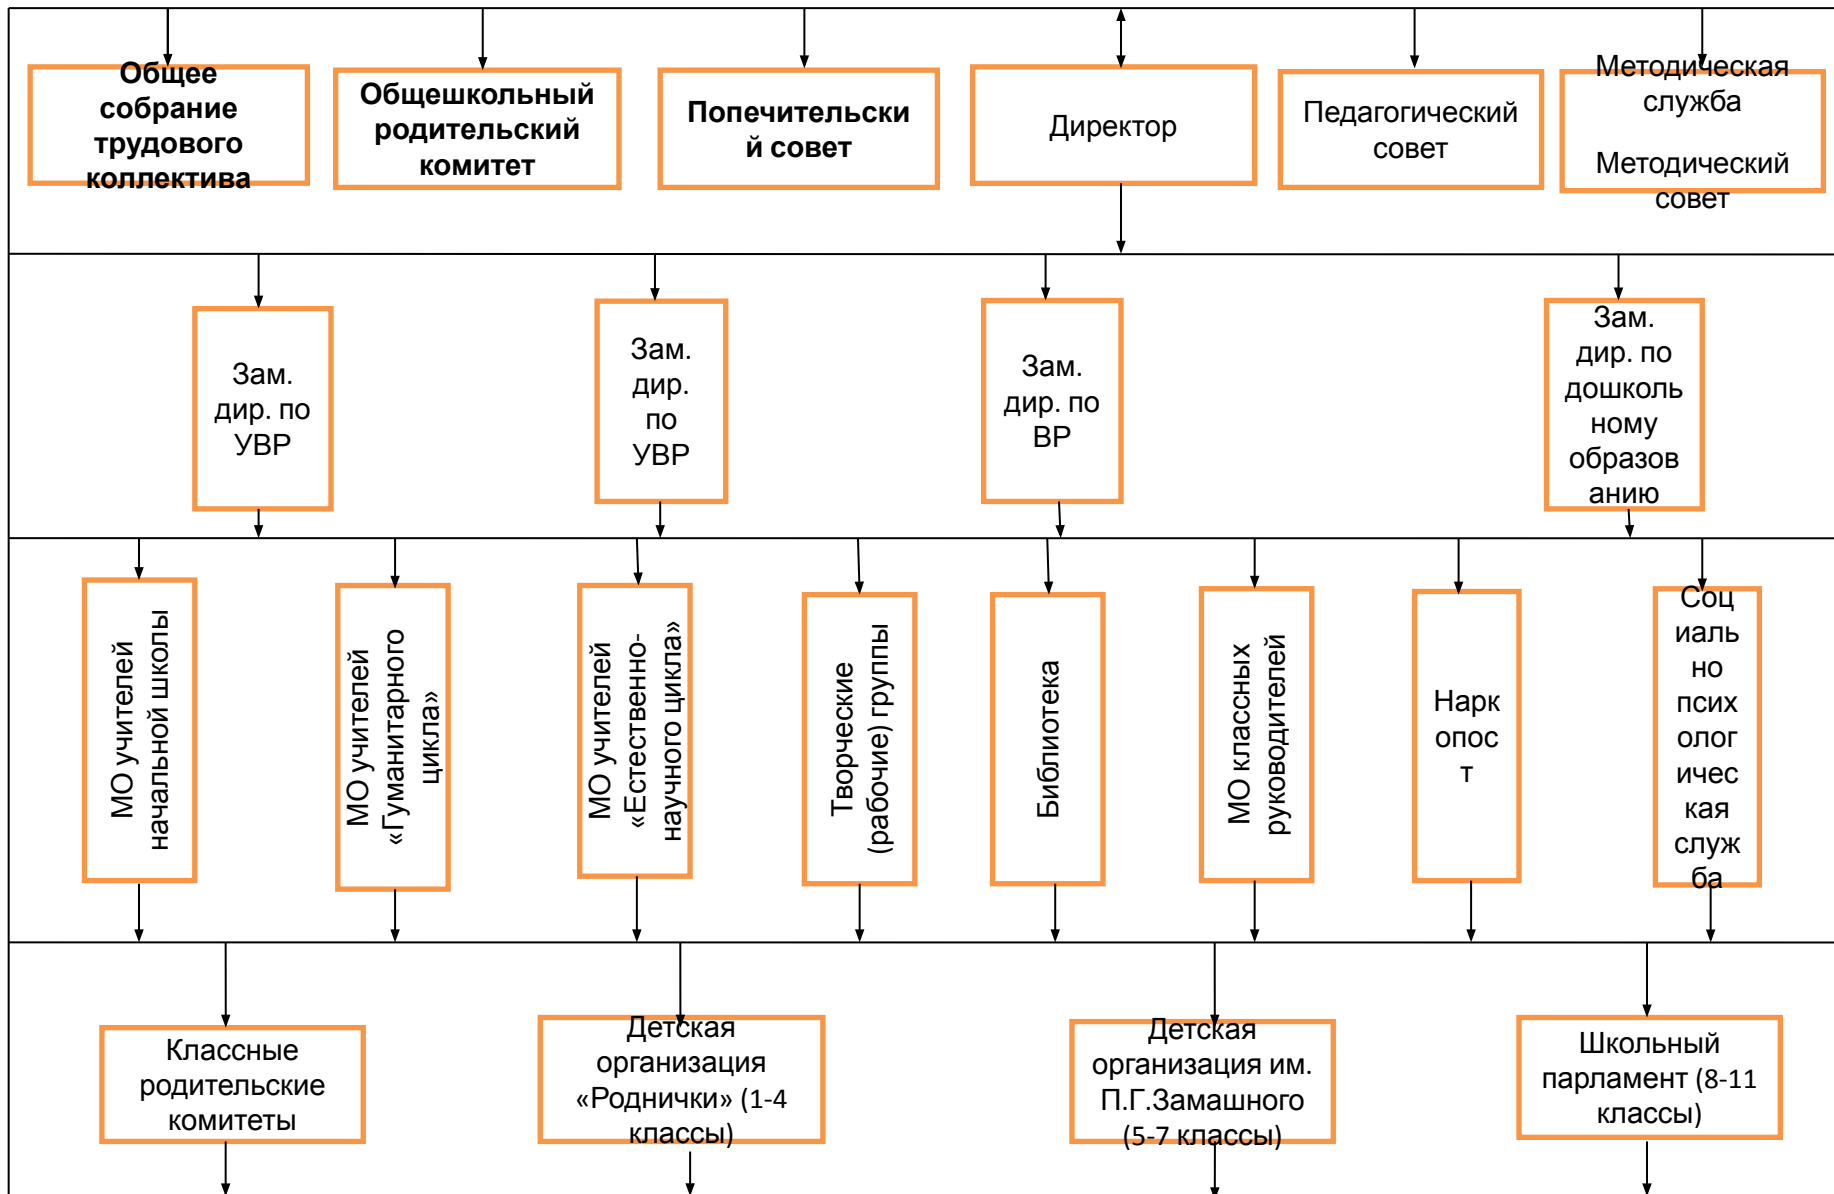 Общее
собрание
трудового
коллектива
Общешкольный
родительский
комитет
Попечительски
й совет
Директор
Педагогический
совет
Методическая
служба
Методический
совет
Зам.
дир. по
УВР
Зам.
дир.
по
УВР
Зам.
дир. по
ВР
Зам.
дир. по
дошколь
ному
образов
анию
МО учителей
начальной школы
МО учителей
«Гуманитарного
цикла»
МО учителей
«Естественно-
научного цикла»
Творческие
(рабочие) группы
Библиотека
МО классных
руководителей
Нарк
опос
т
Соц
иаль
но
псих
олог
ичес
кая
служ
ба
Классные
родительские
комитеты
Детская
организация
«Роднички» (1-4
классы)
Детская
организация им.
П.Г.Замашного
(5-7 классы)
Школьный
парламент (8-11
классы)